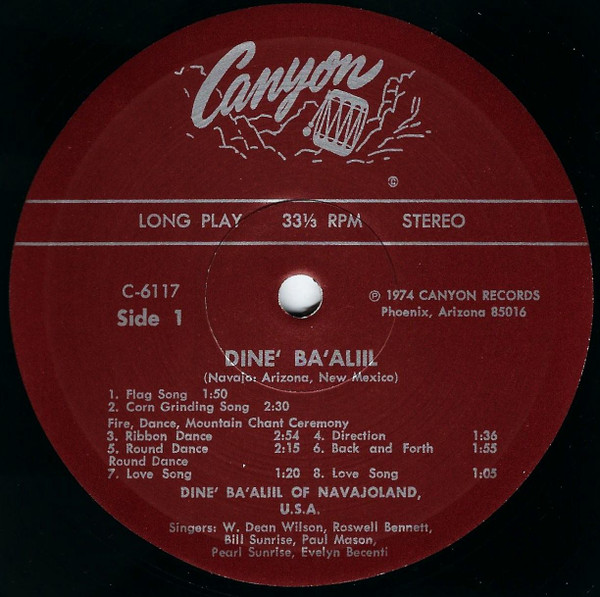 Canyon
®
LONG PLAY 33⅓ RPM STEREO
C-6117
Side 1
℗ 1974 CANYON RECORDS
Phoenix, Arizona 85016
DINE' BA'ALIIL
(Navajo: Arizona, New Mexico)
1. Flag Song 1:50
2. Corn Grinding Song 2:30
Fire, Dance, Mountain Chant Ceremony
3. Ribbon Dance 2:54 4. Direction 1:36
5. Round Dance 2:15 6. Back and Forth 1:55
Round Dance
7. Love Song 1:20 8. Love Song 1:05
DINE' BA'ALIIL OF NAVAJOLAND,
U.S.A.
Singers: W. Dean Wilson, Roswell Bennett,
Bill Sunrise, Paul Mason,
Pearl Sunrise, Evelyn Becenti